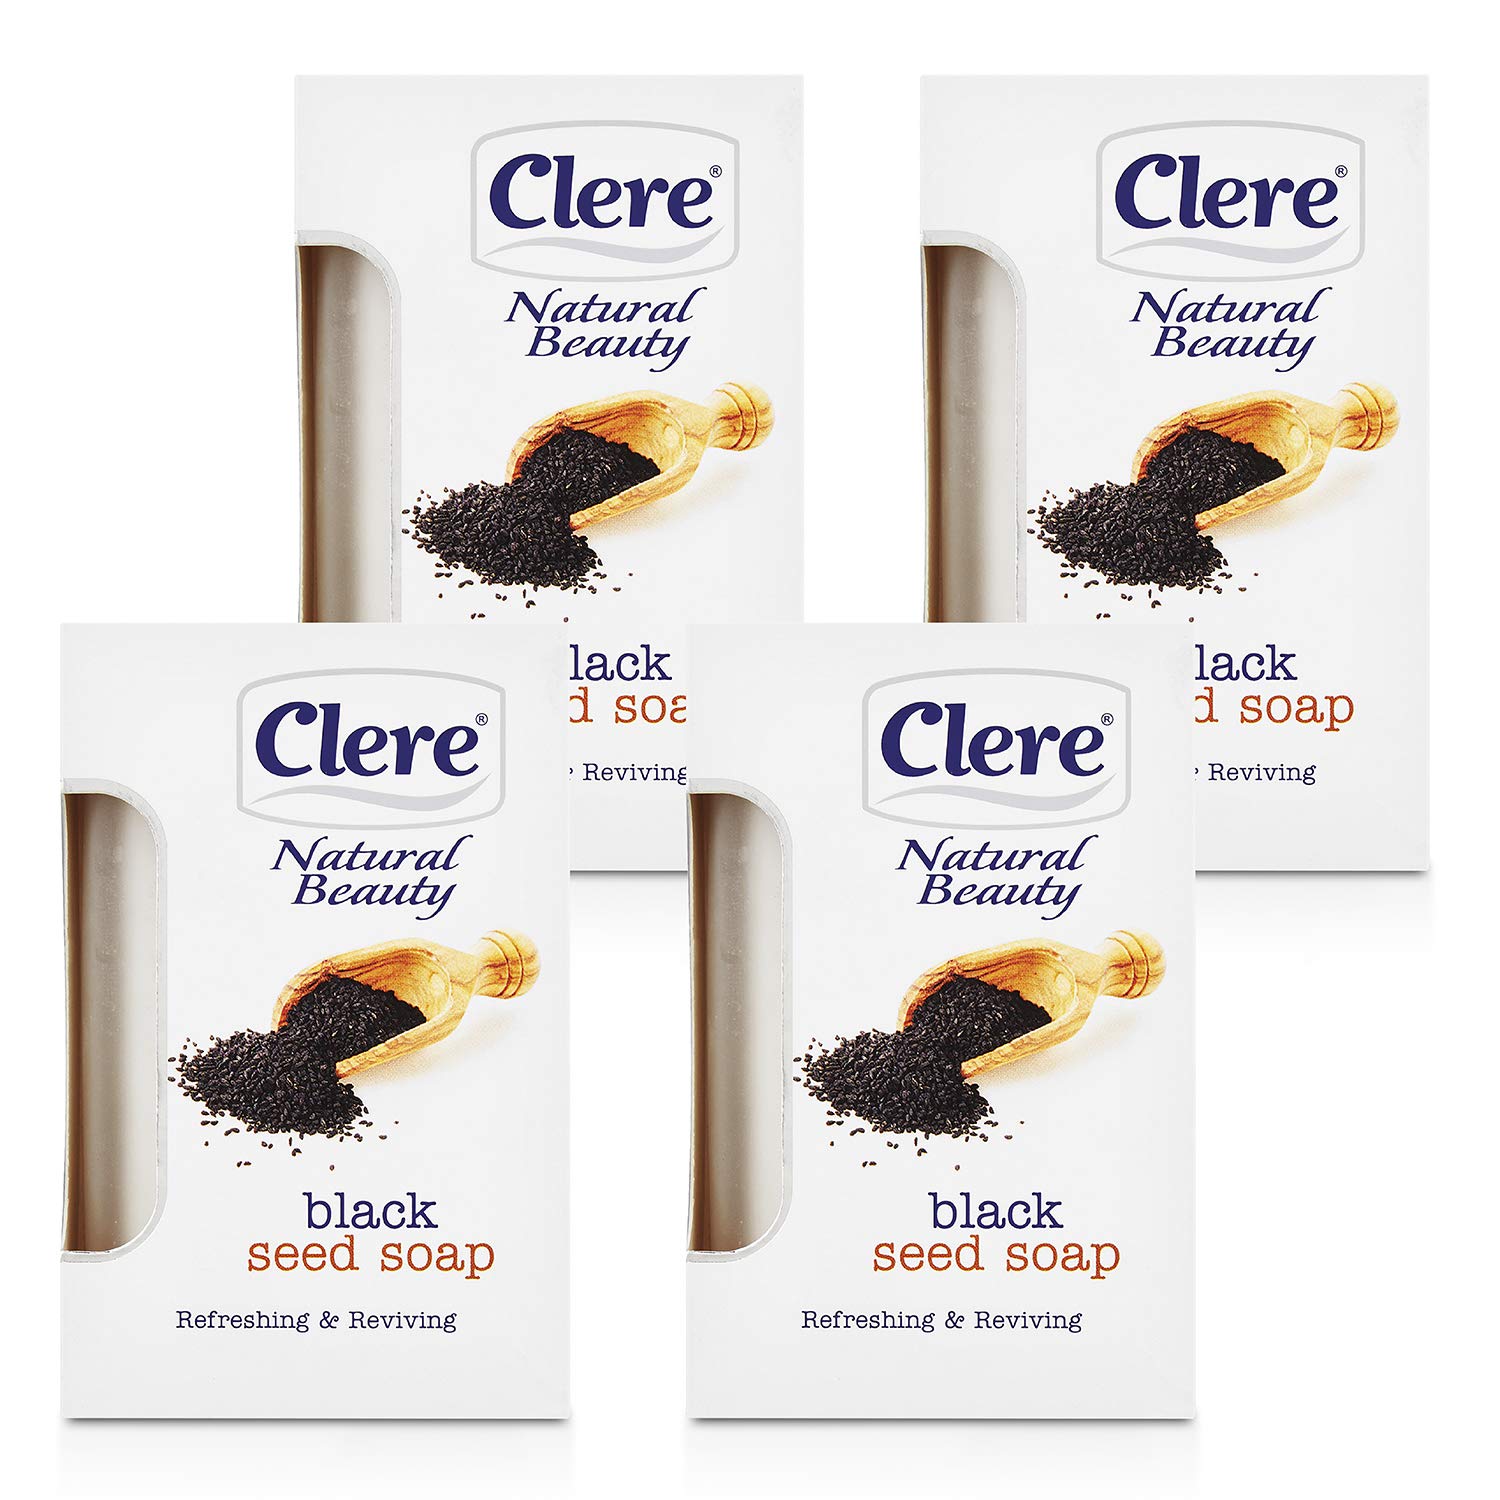 Clere®
Natural
Beauty
lack
d soa
Reviving
Clere®
Natural
Beauty
lack
d soap
Reviving
Clere®
Natural
Beauty
black
seed soap
Refreshing & Reviving
Clere®
Natural
Beauty
black
seed soap
Refreshing & Reviving